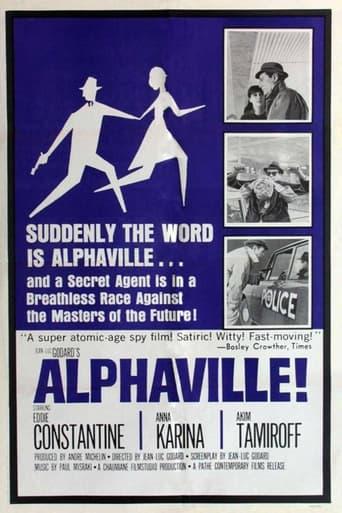 SUDDENLY THE WORD
IS ALPHAVILLE...
and a Secret Agent is in a
Breathless Race Against
the Masters of the Future!
POLICE
"A super atomic-age spy film! Satiric! Witty! Fast-moving!"
—Bosley Crowther, Times
JEAN-LUC GODARD'S
ALPHAVILLE!
STARRING
EDDIE CONSTANTINE
ANNA KARINA
AKIM TAMIROFF
PRODUCED BY ANDRE MICHELIN • DIRECTED BY JEAN-LUC GODARD • SCREENPLAY BY JEAN-LUC GODARD
MUSIC BY PAUL MISRAKI • A CHAUMIANE FILMSTUDIO PRODUCTION • A PATHE CONTEMPORARY FILMS RELEASE